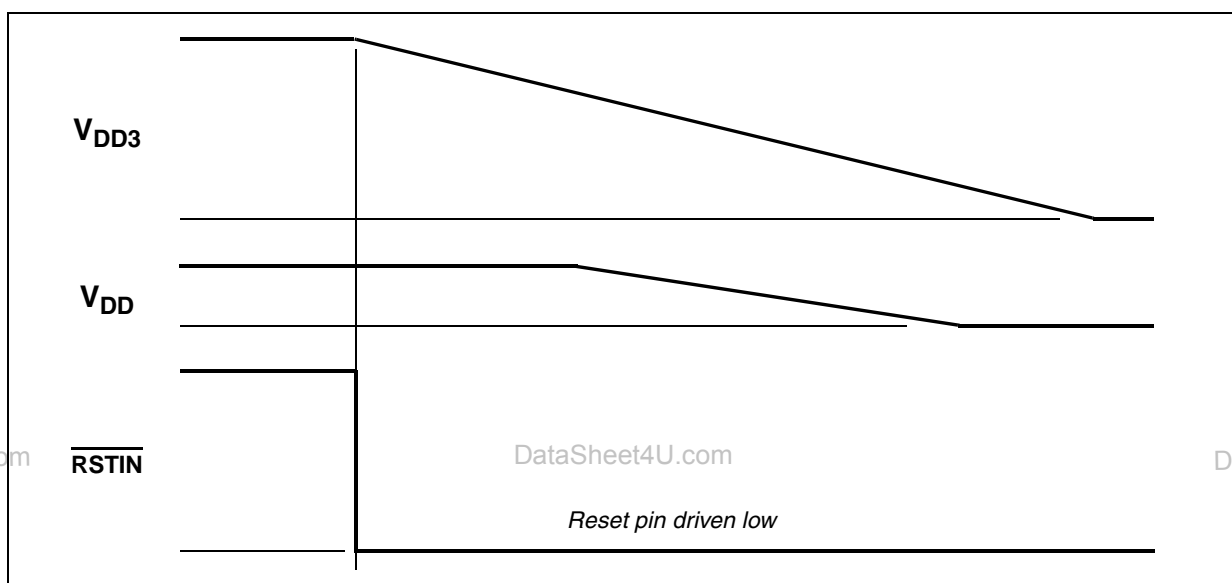 VDD3
VDD
RSTIN
om
DataSheet4U.com
D
Reset pin driven low